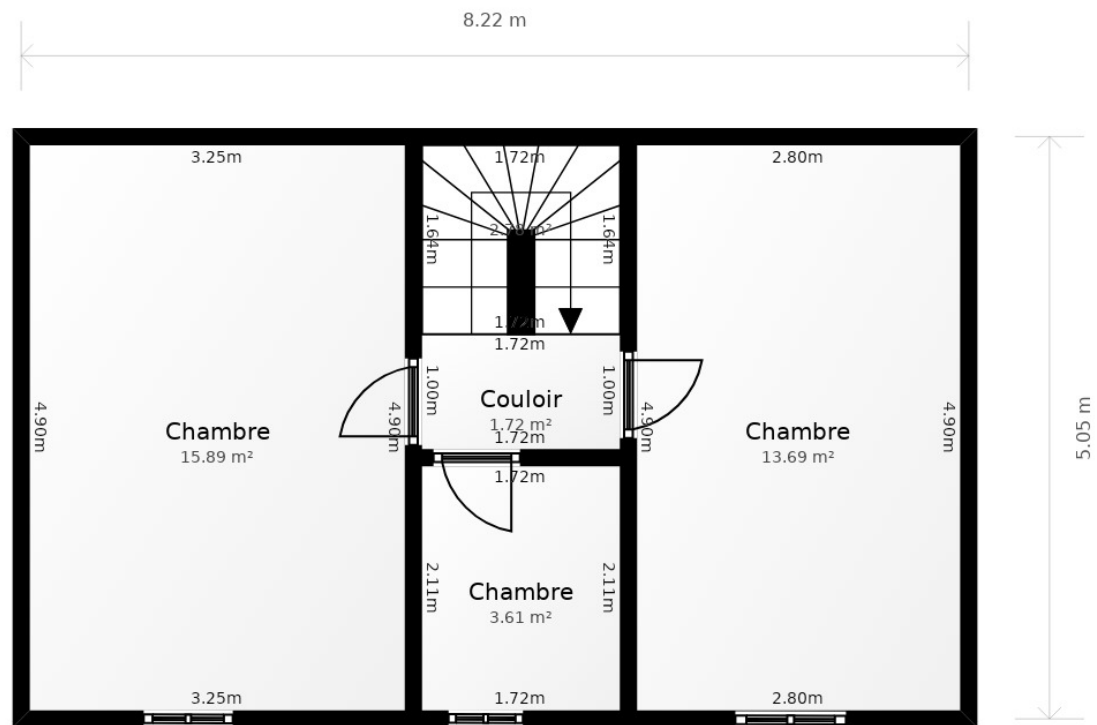 8.22 m
3.25m
1.72m
2.80m
1.64m
1.64m
1.72m
1.72m
1.00m
1.00m
Couloir
1.72 m²
1.72m
4.90m
Chambre
15.89 m²
4.90m
4.90m
Chambre
13.69 m²
4.90m
5.05 m
1.72m
2.11m
Chambre
3.61 m²
2.11m
3.25m
1.72m
2.80m